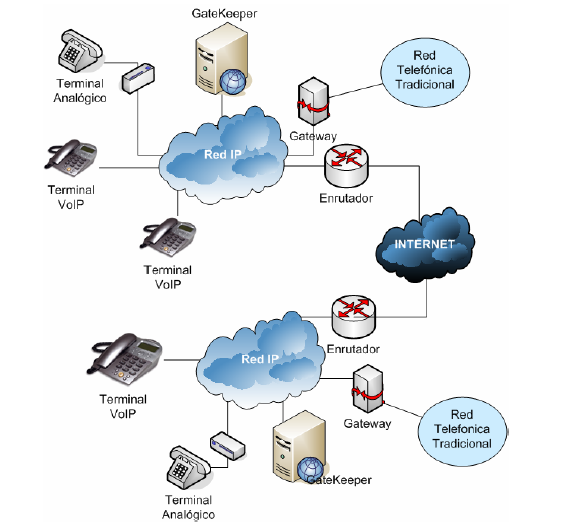 GateKeeper
Red
Telefónica
Tradicional
Terminal
Analógico
Gateway
Red IP
Terminal
VoIP
Enrutador
Terminal
VoIP
INTERNET
Enrutador
Red IP
Terminal
VoIP
Gateway
Red
Telefonica
Tradicional
GateKeeper
Terminal
Analógico